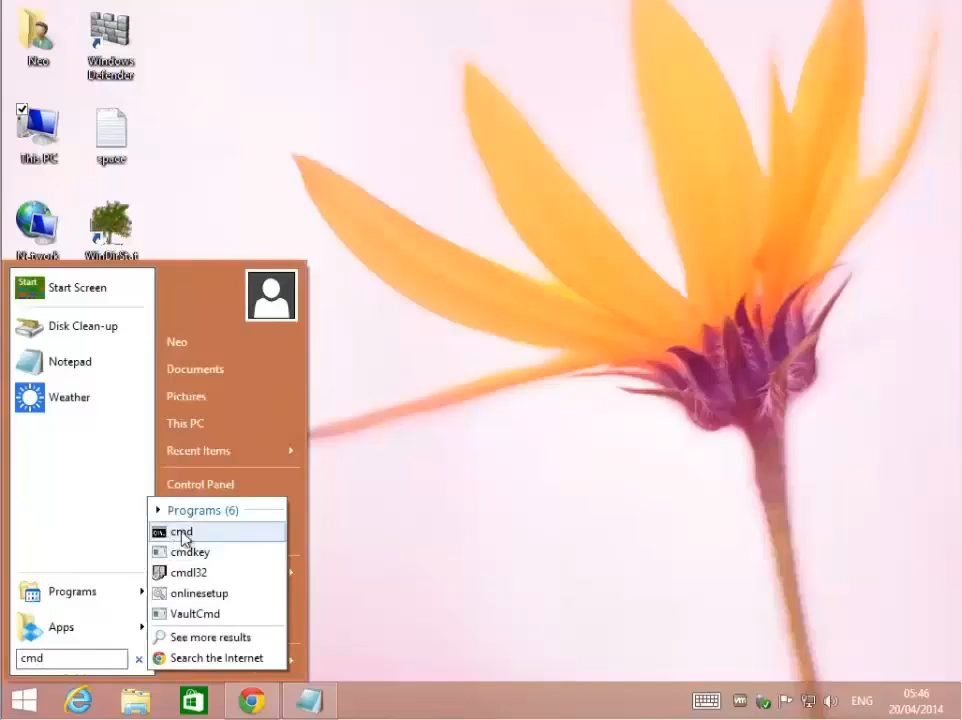 Neo
Windows
Defender
This PC
space
Network
WinDirStat
Start
Start Screen
Disk Clean-up
Notepad
Weather
Programs
Apps
cmd
Neo
Documents
Pictures
This PC
Recent Items
Control Panel
Programs (6)
cmd
cmdkey
cmdl32
onlinesetup
VaultCmd
See more results
Search the Internet
ENG
05:46
20/04/2014